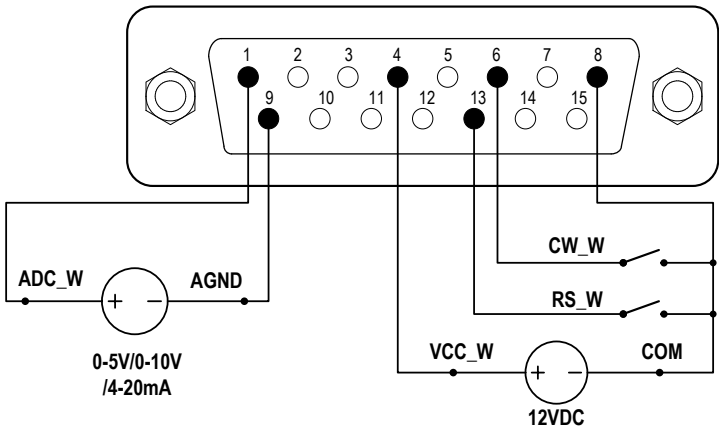 1 2 3 4 5 6 7 8
9 10 11 12 13 14 15
CW_W
ADC_W AGND
+ −
RS_W
0-5V/0-10V
/4-20mA
VCC_W COM
+ −
12VDC